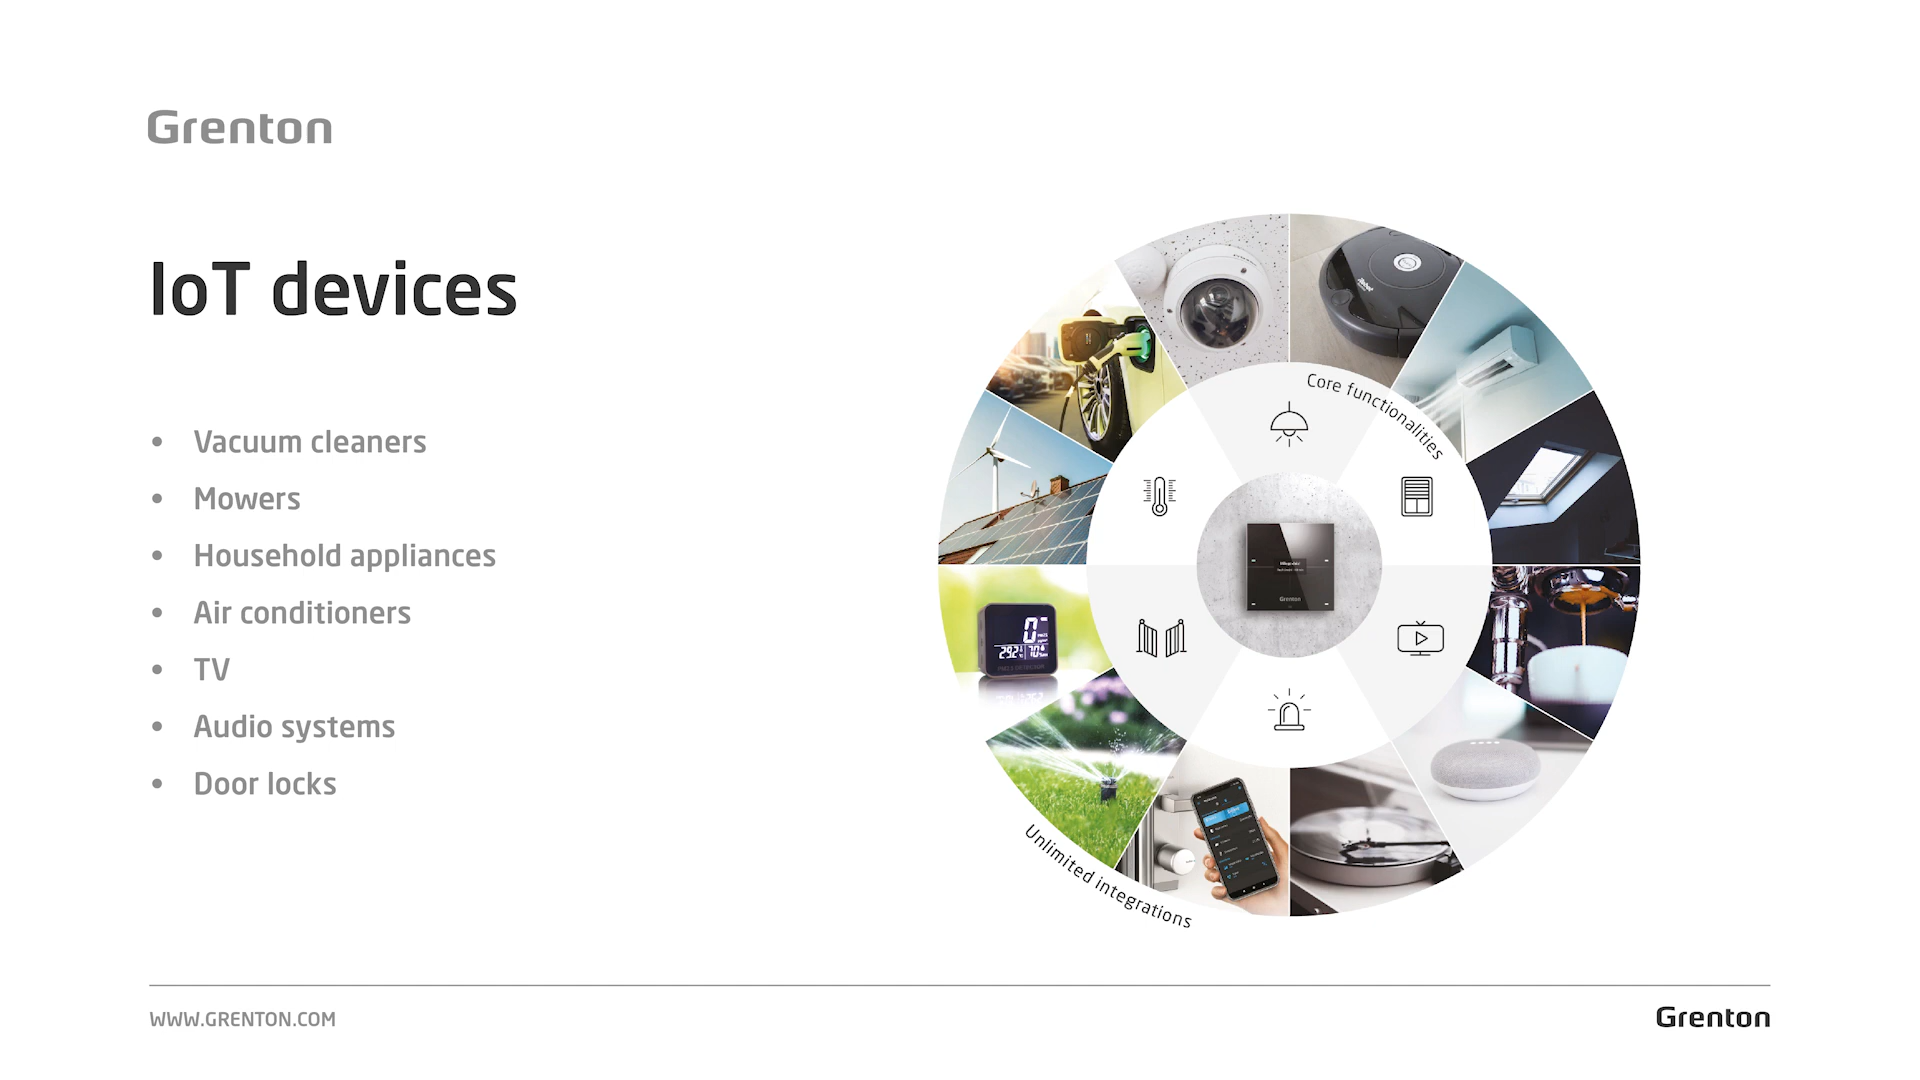 Grenton
IoT devices
• Vacuum cleaners
• Mowers
• Household appliances
• Air conditioners
• TV
• Audio systems
• Door locks
Core functionalities
Grenton
Unlimited integrations
WWW.GRENTON.COM
Grenton